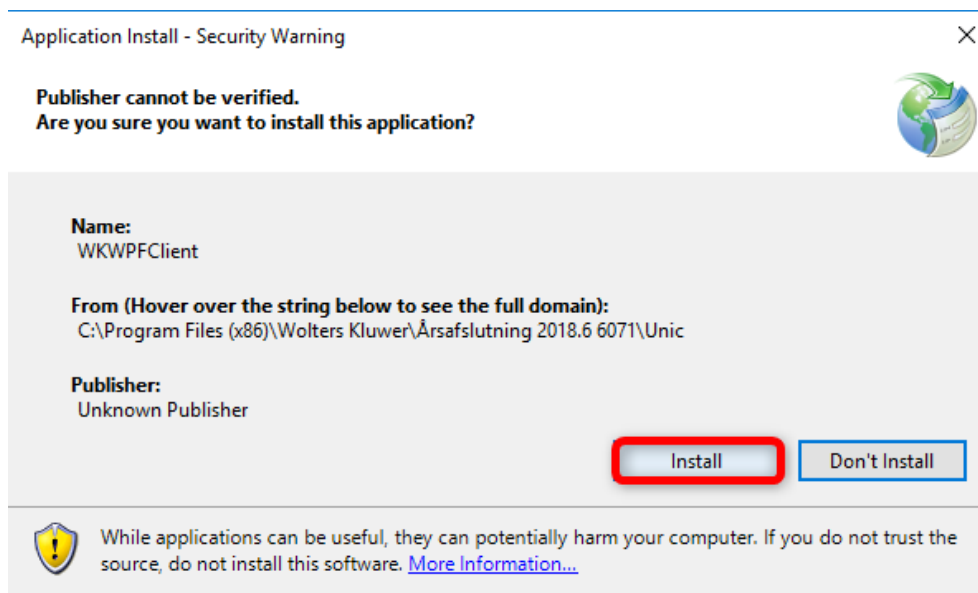 Application Install - Security Warning
Publisher cannot be verified.
Are you sure you want to install this application?
Name:
WKWPFClient
From (Hover over the string below to see the full domain):
C:\Program Files (x86)\Wolters Kluwer\Årsafslutning 2018.6 6071\Unic
Publisher:
Unknown Publisher
Install
Don't Install
While applications can be useful, they can potentially harm your computer. If you do not trust the
source, do not install this software. More Information...